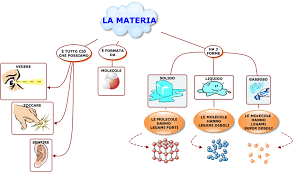 LA MATERIA
È TUTTO CIÒ
CHE POSSIAMO
È FORMATA
DA
HA 3
FORME
VEDERE
MOLECOLE
SOLIDO
LIQUIDO
GASSOSO
TOCCARE
SENTIRE
LE MOLECOLE
HANNO
LEGAMI FORTI
LE MOLECOLE
HANNO
LEGAMI DEBOLI
LE MOLECOLE
HANNO
LEGAMI
SUPER DEBOLI